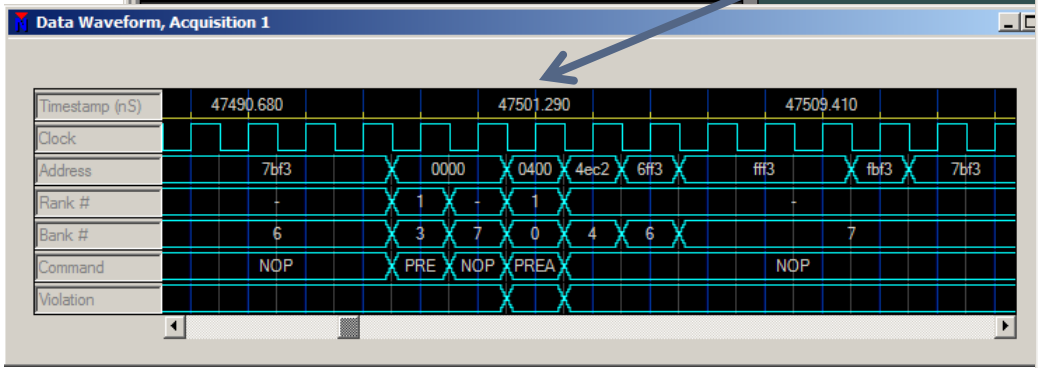 Data Waveform, Acquisition 1
Timestamp (nS) 47490.680 47501.290 47509.410
Clock
Address 7bf3 0000 0400 4ec2 6ff3 fff3 fbf3 7bf3
Rank # - 1 - 1 -
Bank # 6 3 7 0 4 6 7
Command NOP PRE NOP PREA NOP
Violation